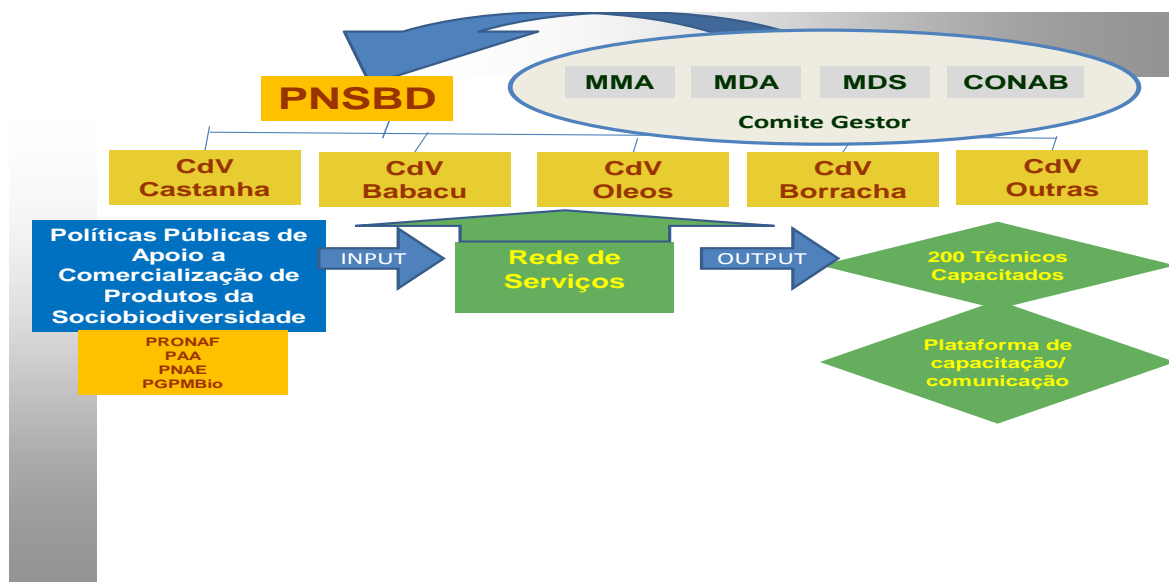 PNSBD
MMA
MDA
MDS
CONAB
Comite Gestor
CdV
Castanha
CdV
Babacu
CdV
Oleos
CdV
Borracha
CdV
Outras
Políticas Públicas de
Apoio a
Comercialização de
Produtos da
Sociobiodiversidade
PRONAF
PAA
PNAE
PGPMBio
INPUT
Rede de
Serviços
OUTPUT
200 Técnicos
Capacitados
Plataforma de
capacitação/
comunicação